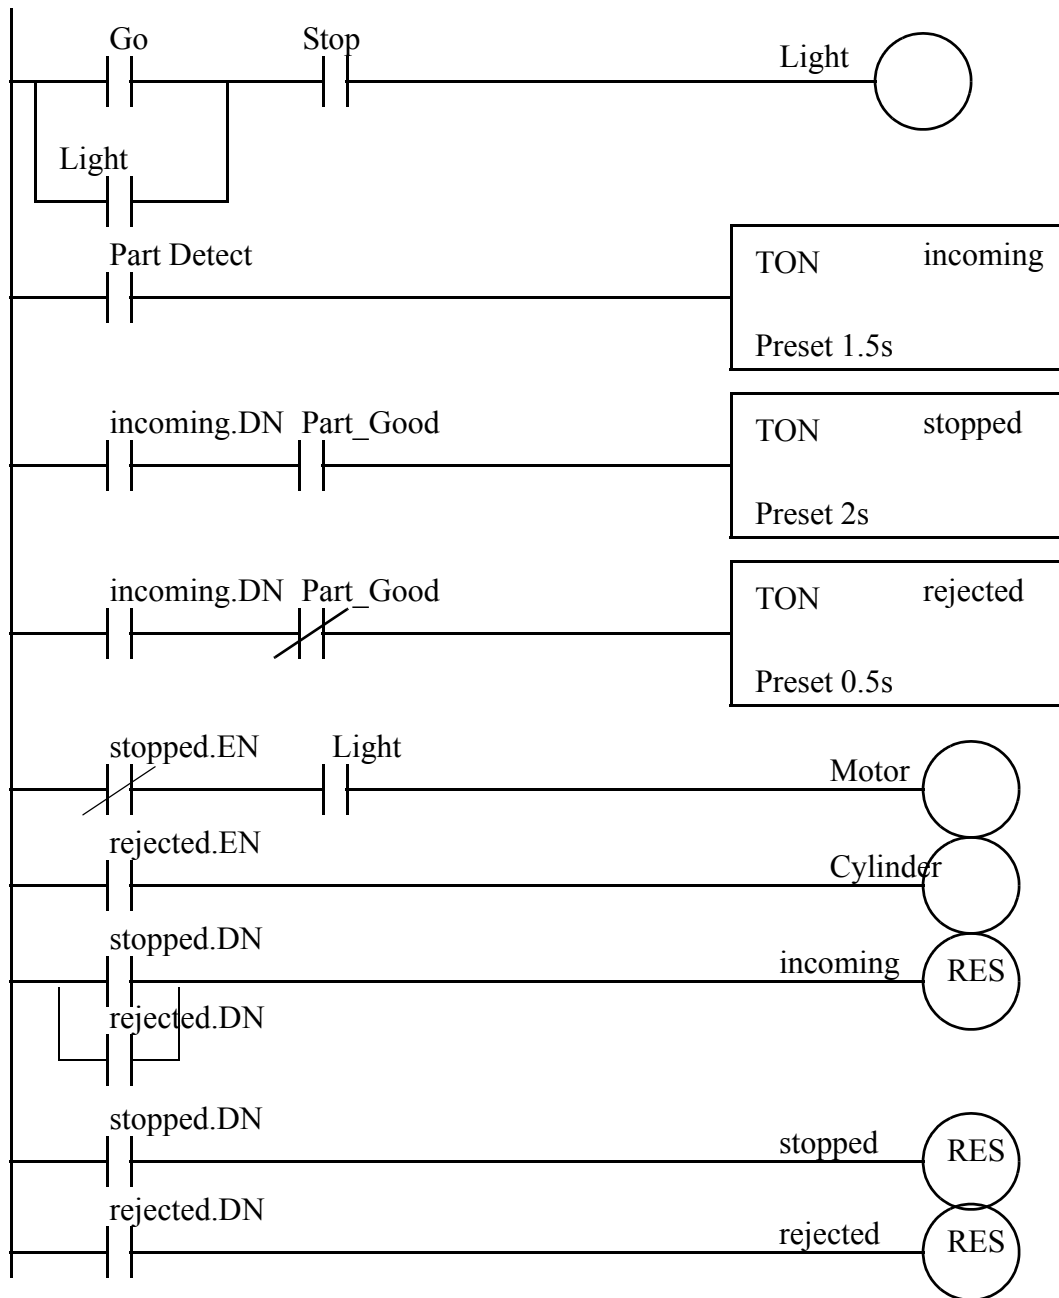 Go Stop Light
Light
Part Detect
TON incoming
Preset 1.5s
incoming.DN Part_Good
TON stopped
Preset 2s
incoming.DN Part_Good
TON rejected
Preset 0.5s
stopped.EN Light Motor
rejected.EN Cylinder
stopped.DN incoming RES
rejected.DN
stopped.DN stopped RES
rejected.DN rejected RES